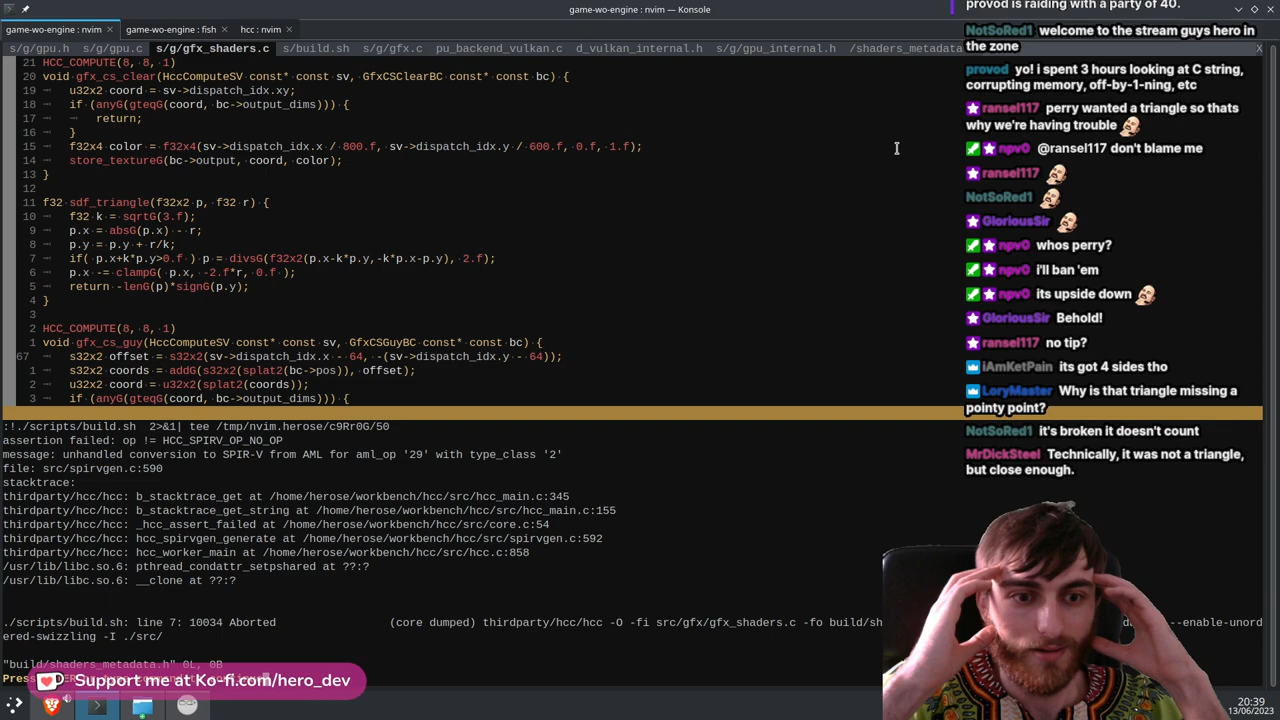 game-wo-engine : nvim — Konsole
game-wo-engine : nvim
game-wo-engine : fish
hcc : nvim
s/g/gpu.h s/g/gpu.c s/g/gfx_shaders.c s/build.sh s/g/gfx.c pu_backend_vulkan.c d_vulkan_internal.h s/g/gpu_internal.h /shaders_metadata X
21 HCC_COMPUTE(8, 8, 1)
20 void gfx_cs_clear(HccComputeSV const* const sv, GfxCSClearBC const* const bc) {
19 u32x2 coord = sv->dispatch_idx.xy;
18 if (anyG(gteqG(coord, bc->output_dims))) {
17 return;
16 }
15 f32x4 color = f32x4(sv->dispatch_idx.x / 800.f, sv->dispatch_idx.y / 600.f, 0.f, 1.f);
14 store_textureG(bc->output, coord, color);
13 }
12
11 f32 sdf_triangle(f32x2 p, f32 r) {
10 f32 k = sqrtG(3.f);
9 p.x = absG(p.x) - r;
8 p.y = p.y + r/k;
7 if( p.x+k*p.y>0.f ) p = divsG(f32x2(p.x-k*p.y,-k*p.x-p.y), 2.f);
6 p.x -= clampG( p.x, -2.f*r, 0.f );
5 return -lenG(p)*signG(p.y);
4 }
3
2 HCC_COMPUTE(8, 8, 1)
1 void gfx_cs_guy(HccComputeSV const* const sv, GfxCSGuyBC const* const bc) {
67 s32x2 offset = s32x2(sv->dispatch_idx.x - 64, -(sv->dispatch_idx.y - 64));
1 s32x2 coords = addG(s32x2(splat2(bc->pos)), offset);
2 u32x2 coord = u32x2(splat2(coords));
3 if (anyG(gteqG(coord, bc->output_dims))) {
:!./scripts/build.sh 2>&1| tee /tmp/nvim.herose/c9Rr0G/50
assertion failed: op != HCC_SPIRV_OP_NO_OP
message: unhandled conversion to SPIR-V from AML for aml_op '29' with type_class '2'
file: src/spirvgen.c:590
stacktrace:
thirdparty/hcc/hcc: b_stacktrace_get at /home/herose/workbench/hcc/src/hcc_main.c:345
thirdparty/hcc/hcc: b_stacktrace_get_string at /home/herose/workbench/hcc/src/hcc_main.c:155
thirdparty/hcc/hcc: _hcc_assert_failed at /home/herose/workbench/hcc/src/core.c:54
thirdparty/hcc/hcc: hcc_spirvgen_generate at /home/herose/workbench/hcc/src/spirvgen.c:592
thirdparty/hcc/hcc: hcc_worker_main at /home/herose/workbench/hcc/src/hcc.c:858
/usr/lib/libc.so.6: pthread_condattr_setpshared at ??:?
/usr/lib/libc.so.6: __clone at ??:?
./scripts/build.sh: line 7: 10034 Aborted (core dumped) thirdparty/hcc/hcc -O -fi src/gfx/gfx_shaders.c -fo build/sh --enable-unord
ered-swizzling -I ./src/
"build/shaders_metadata.h" 0L, 0B
Support me at Ko-fi.com/hero_dev
provod is raiding with a party of 40.
NotSoRed1 welcome to the stream guys hero in
the zone
provod yo! i spent 3 hours looking at C string,
corrupting memory, off-by-1-ning, etc
ransel117 perry wanted a triangle so thats
why we're having trouble
npv0 @ransel117 don't blame me
ransel117
NotSoRed1
GloriousSir
npv0 whos perry?
npv0 i'll ban 'em
npv0 its upside down
GloriousSir Behold!
ransel117 no tip?
iAmKetPain its got 4 sides tho
LoryMaster Why is that triangle missing a
pointy point?
NotSoRed1 it's broken it doesn't count
MrDickSteel Technically, it was not a triangle,
but close enough.
20:39
13/06/2023